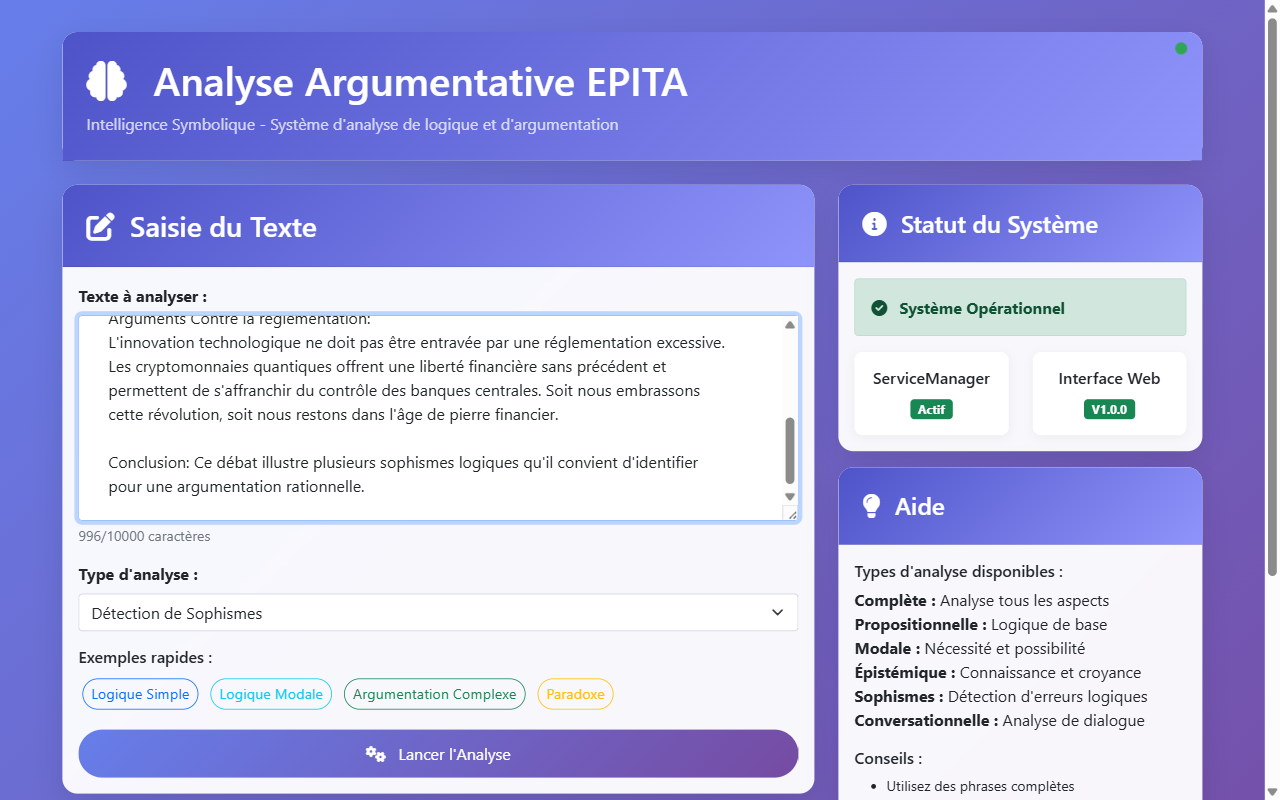 Analyse Argumentative EPITA
Intelligence Symbolique - Système d'analyse de logique et d'argumentation
Saisie du Texte
Texte à analyser :
Arguments Contre la réglementation:
L'innovation technologique ne doit pas être entravée par une réglementation excessive.
Les cryptomonnaies quantiques offrent une liberté financière sans précédent et
permettent de s'affranchir du contrôle des banques centrales. Soit nous embrassons
cette révolution, soit nous restons dans l'âge de pierre financier.
Conclusion: Ce débat illustre plusieurs sophismes logiques qu'il convient d'identifier
pour une argumentation rationnelle.
996/10000 caractères
Type d'analyse :
Détection de Sophismes
Exemples rapides :
Logique Simple
Logique Modale
Argumentation Complexe
Paradoxe
Lancer l'Analyse
Statut du Système
Système Opérationnel
ServiceManager
Actif
Interface Web
V1.0.0
Aide
Types d'analyse disponibles :
Complète : Analyse tous les aspects
Propositionnelle : Logique de base
Modale : Nécessité et possibilité
Épistémique : Connaissance et croyance
Sophismes : Détection d'erreurs logiques
Conversationnelle : Analyse de dialogue
Conseils :
• Utilisez des phrases complètes